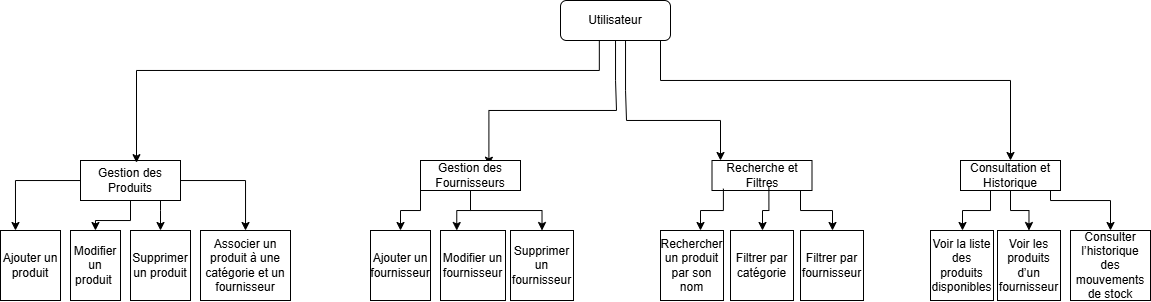 Utilisateur
Gestion des
Produits
Gestion des
Fournisseurs
Recherche et
Filtres
Consultation et
Historique
Ajouter un
produit
Modifier
un
produit
Supprimer
un produit
Associer un
produit à une
catégorie et un
fournisseur
Ajouter un
fournisseur
Modifier un
fournisseur
Supprimer
un
fournisseur
Rechercher
un produit
par son
nom
Filtrer par
catégorie
Filtrer par
fournisseur
Voir la liste
des
produits
disponibles
Voir les
produits
d’un
fournisseur
Consulter
l’historique
des
mouvements
de stock